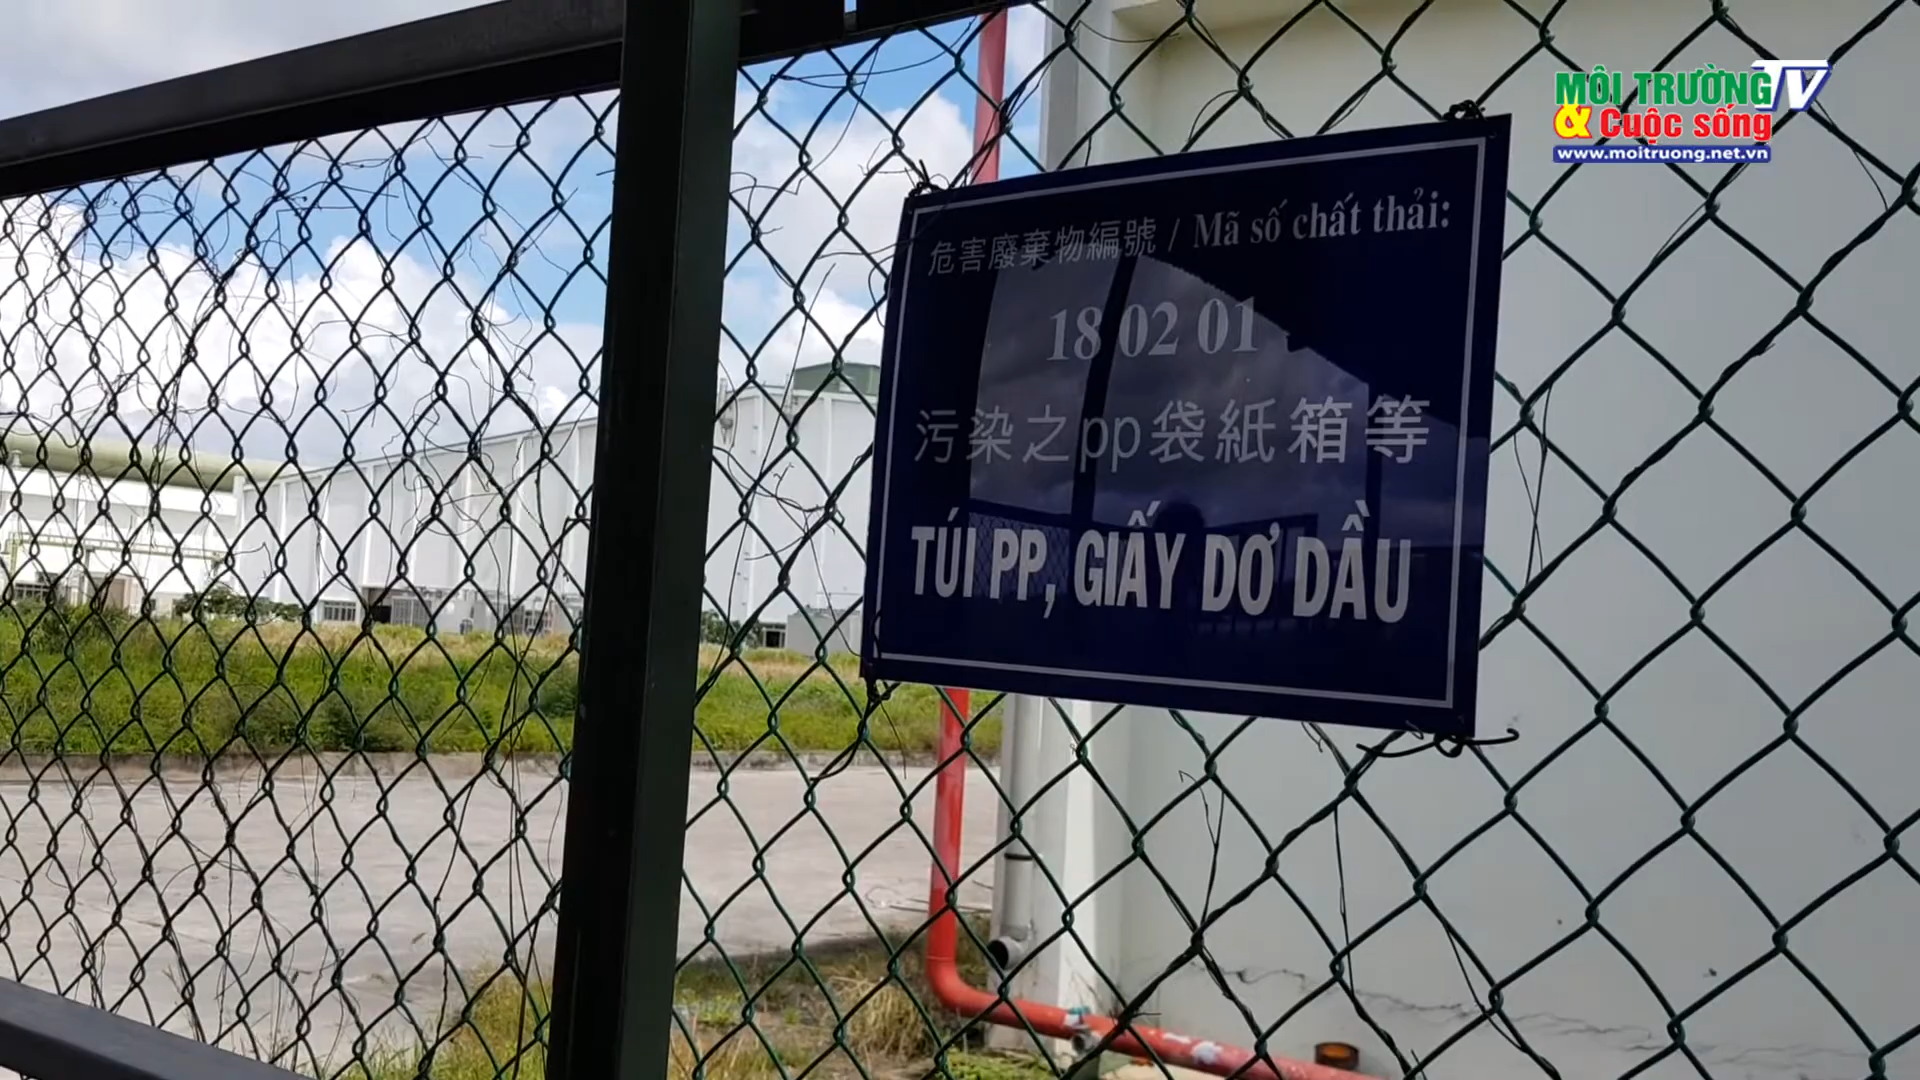 MÔI TRƯỜNG TV
& Cuộc sống
www.moitruong.net.vn
危害廢棄物編號 / Mã số chất thải:
18 02 01
污染之pp袋紙箱等
TÚI PP, GIẤY DƠ DẦU